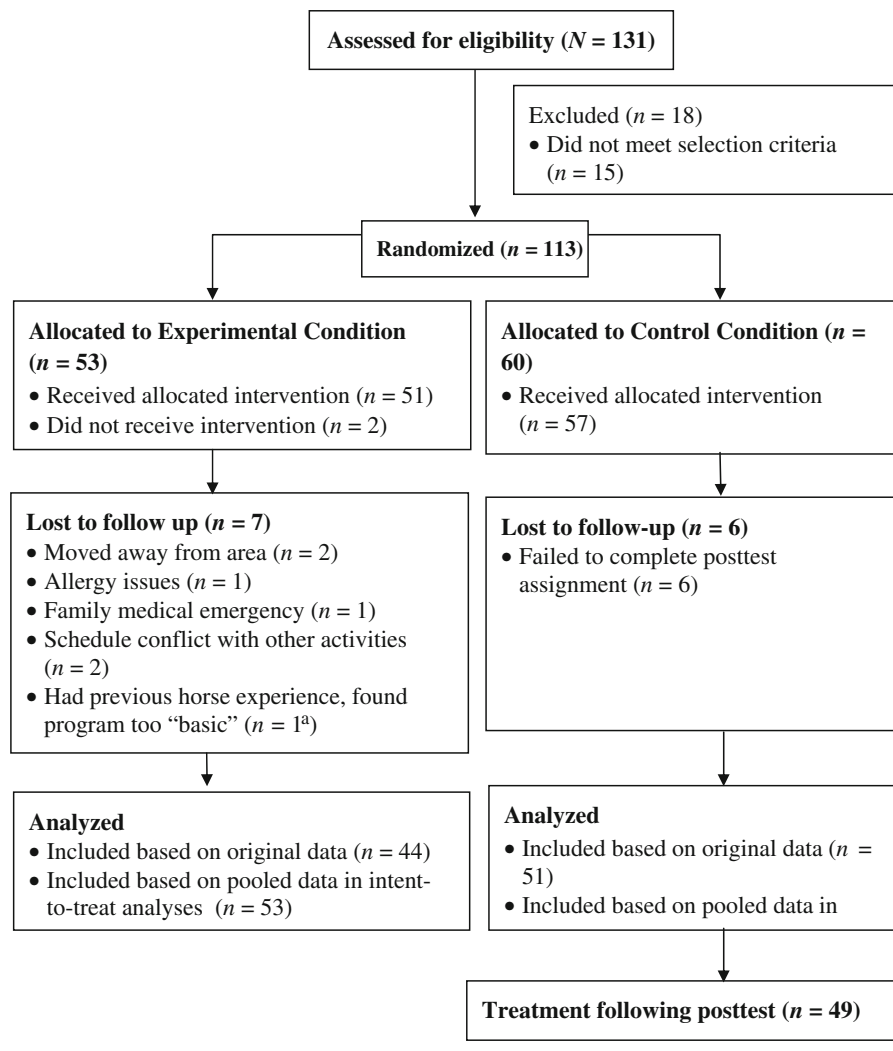 Assessed for eligibility (N = 131)
Excluded (n = 18)
• Did not meet selection criteria
(n = 15)
Randomized (n = 113)
Allocated to Experimental Condition
(n = 53)
• Received allocated intervention (n = 51)
• Did not receive intervention (n = 2)
Allocated to Control Condition (n =
60)
• Received allocated intervention
(n = 57)
Lost to follow up (n = 7)
• Moved away from area (n = 2)
• Allergy issues (n = 1)
• Family medical emergency (n = 1)
• Schedule conflict with other activities
(n = 2)
• Had previous horse experience, found
program too “basic” (n = 1ᵃ)
Lost to follow-up (n = 6)
• Failed to complete posttest
assignment (n = 6)
Analyzed
• Included based on original data (n = 44)
• Included based on pooled data in intent-
to-treat analyses (n = 53)
Analyzed
• Included based on original data (n =
51)
• Included based on pooled data in
Treatment following posttest (n = 49)